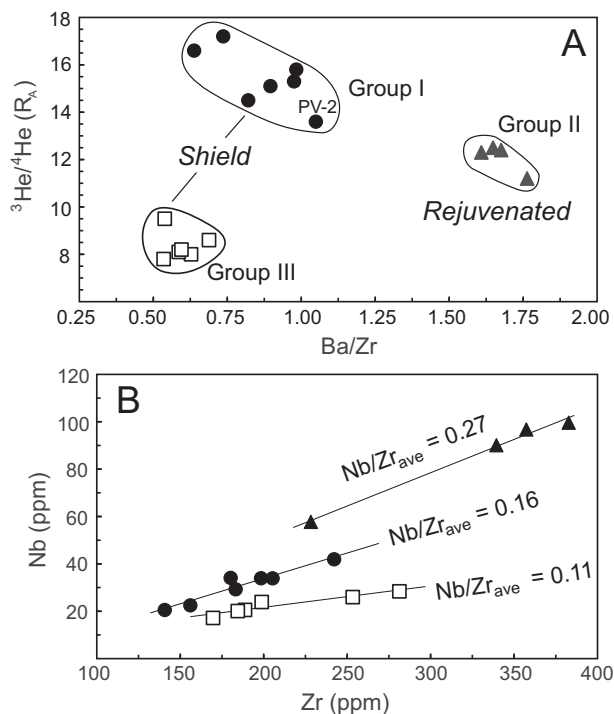 A
18
16
14
12
10
8
³He/⁴He (R_A)
Group I
PV-2
Group II
Shield
Rejuvenated
Group III
0.25 0.50 0.75 1.00 1.25 1.50 1.75 2.00
Ba/Zr
B
120
100
80
60
40
20
Nb (ppm)
Nb/Zr_ave = 0.27
Nb/Zr_ave = 0.16
Nb/Zr_ave = 0.11
100 150 200 250 300 350 400
Zr (ppm)